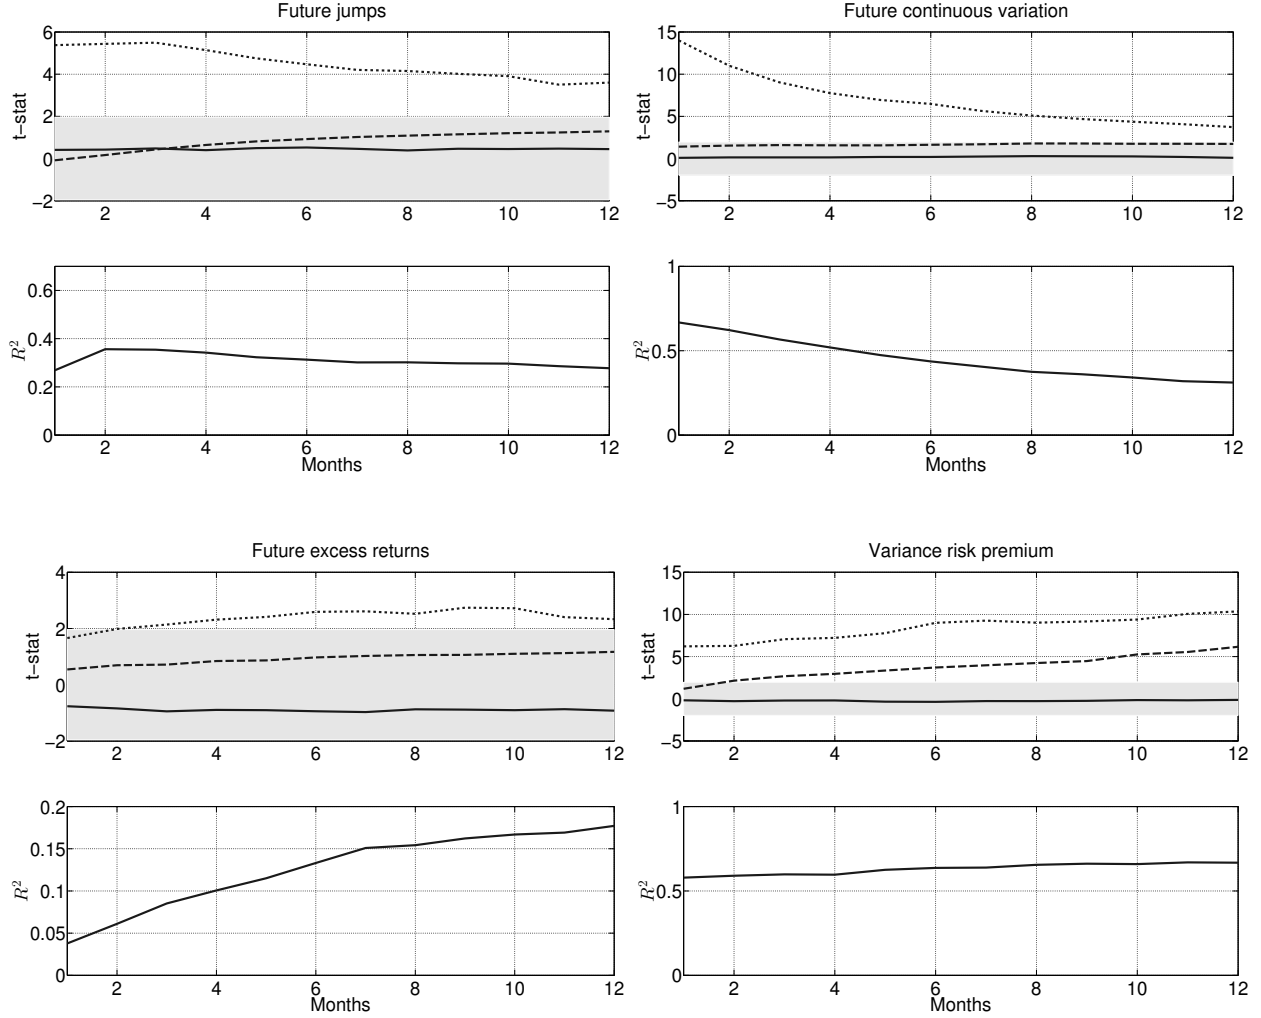 Future jumps
6
4
2
0
−2
t−stat
2 4 6 8 10 12
0.6
0.4
0.2
0
R²
2 4 6 8 10 12
Months
Future continuous variation
15
10
5
0
−5
t−stat
2 4 6 8 10 12
1
0.5
0
R²
2 4 6 8 10 12
Months
Future excess returns
4
2
0
−2
t−stat
2 4 6 8 10 12
0.2
0.15
0.1
0.05
0
R²
2 4 6 8 10 12
Months
Variance risk premium
15
10
5
0
−5
t−stat
2 4 6 8 10 12
1
0.5
0
R²
2 4 6 8 10 12
Months